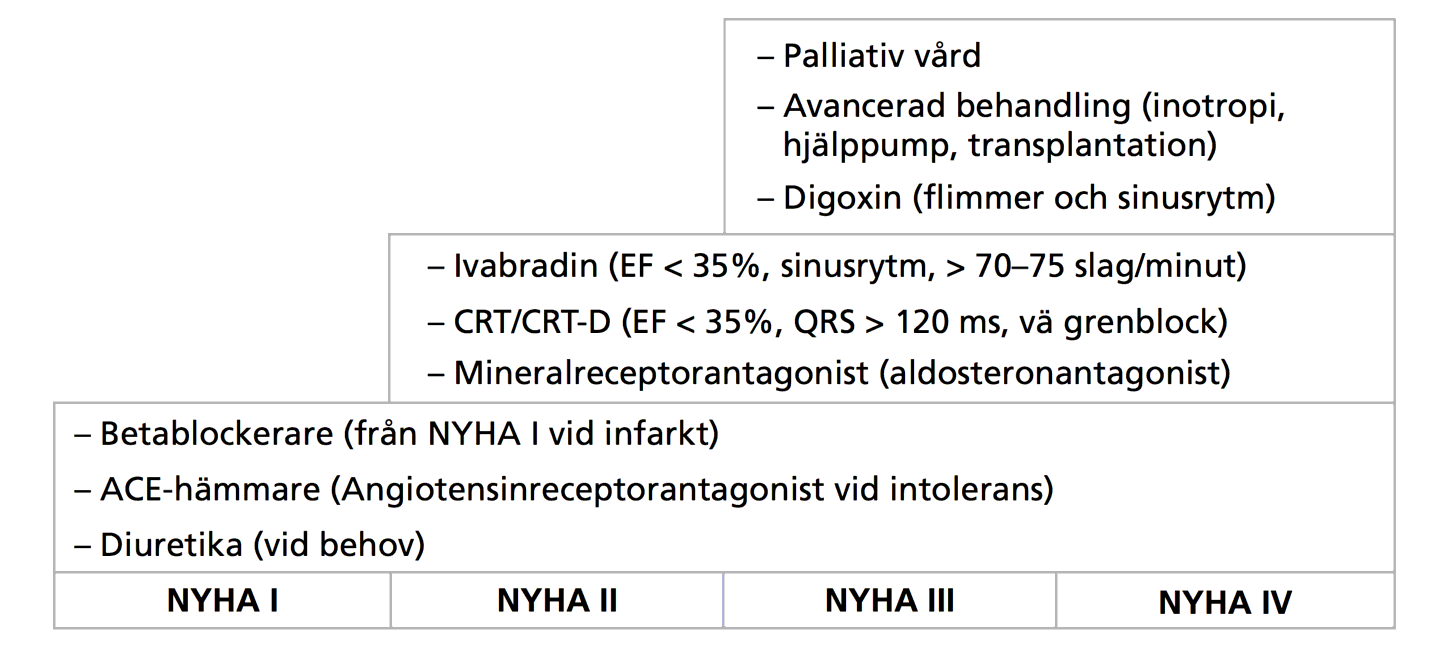 – Palliativ vård
– Avancerad behandling (inotropi,
hjälppump, transplantation)
– Digoxin (flimmer och sinusrytm)
– Ivabradin (EF < 35%, sinusrytm, > 70–75 slag/minut)
– CRT/CRT-D (EF < 35%, QRS > 120 ms, vä grenblock)
– Mineralreceptorantagonist (aldosteronantagonist)
– Betablockerare (från NYHA I vid infarkt)
– ACE-hämmare (Angiotensinreceptorantagonist vid intolerans)
– Diuretika (vid behov)
NYHA I NYHA II NYHA III NYHA IV